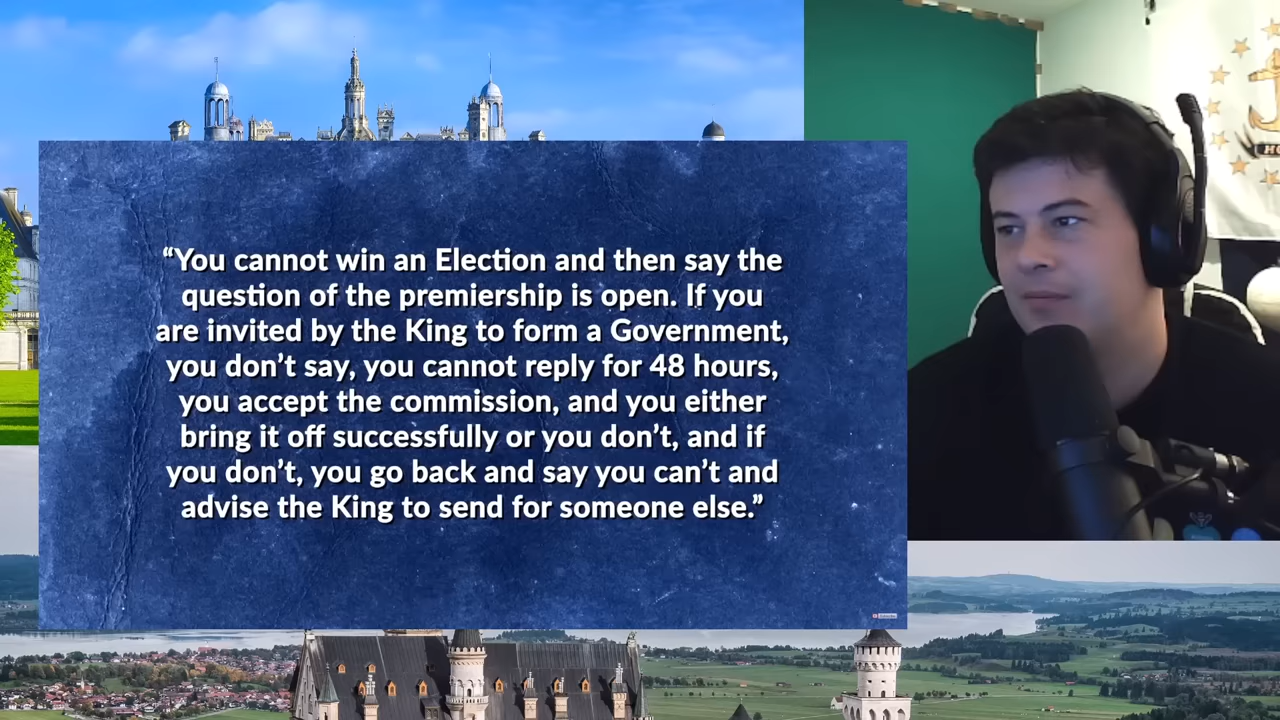 “You cannot win an Election and then say the
question of the premiership is open. If you
are invited by the King to form a Government,
you don’t say, you cannot reply for 48 hours,
you accept the commission, and you either
bring it off successfully or you don’t, and if
you don’t, you go back and say you can’t and
advise the King to send for someone else.”
HO